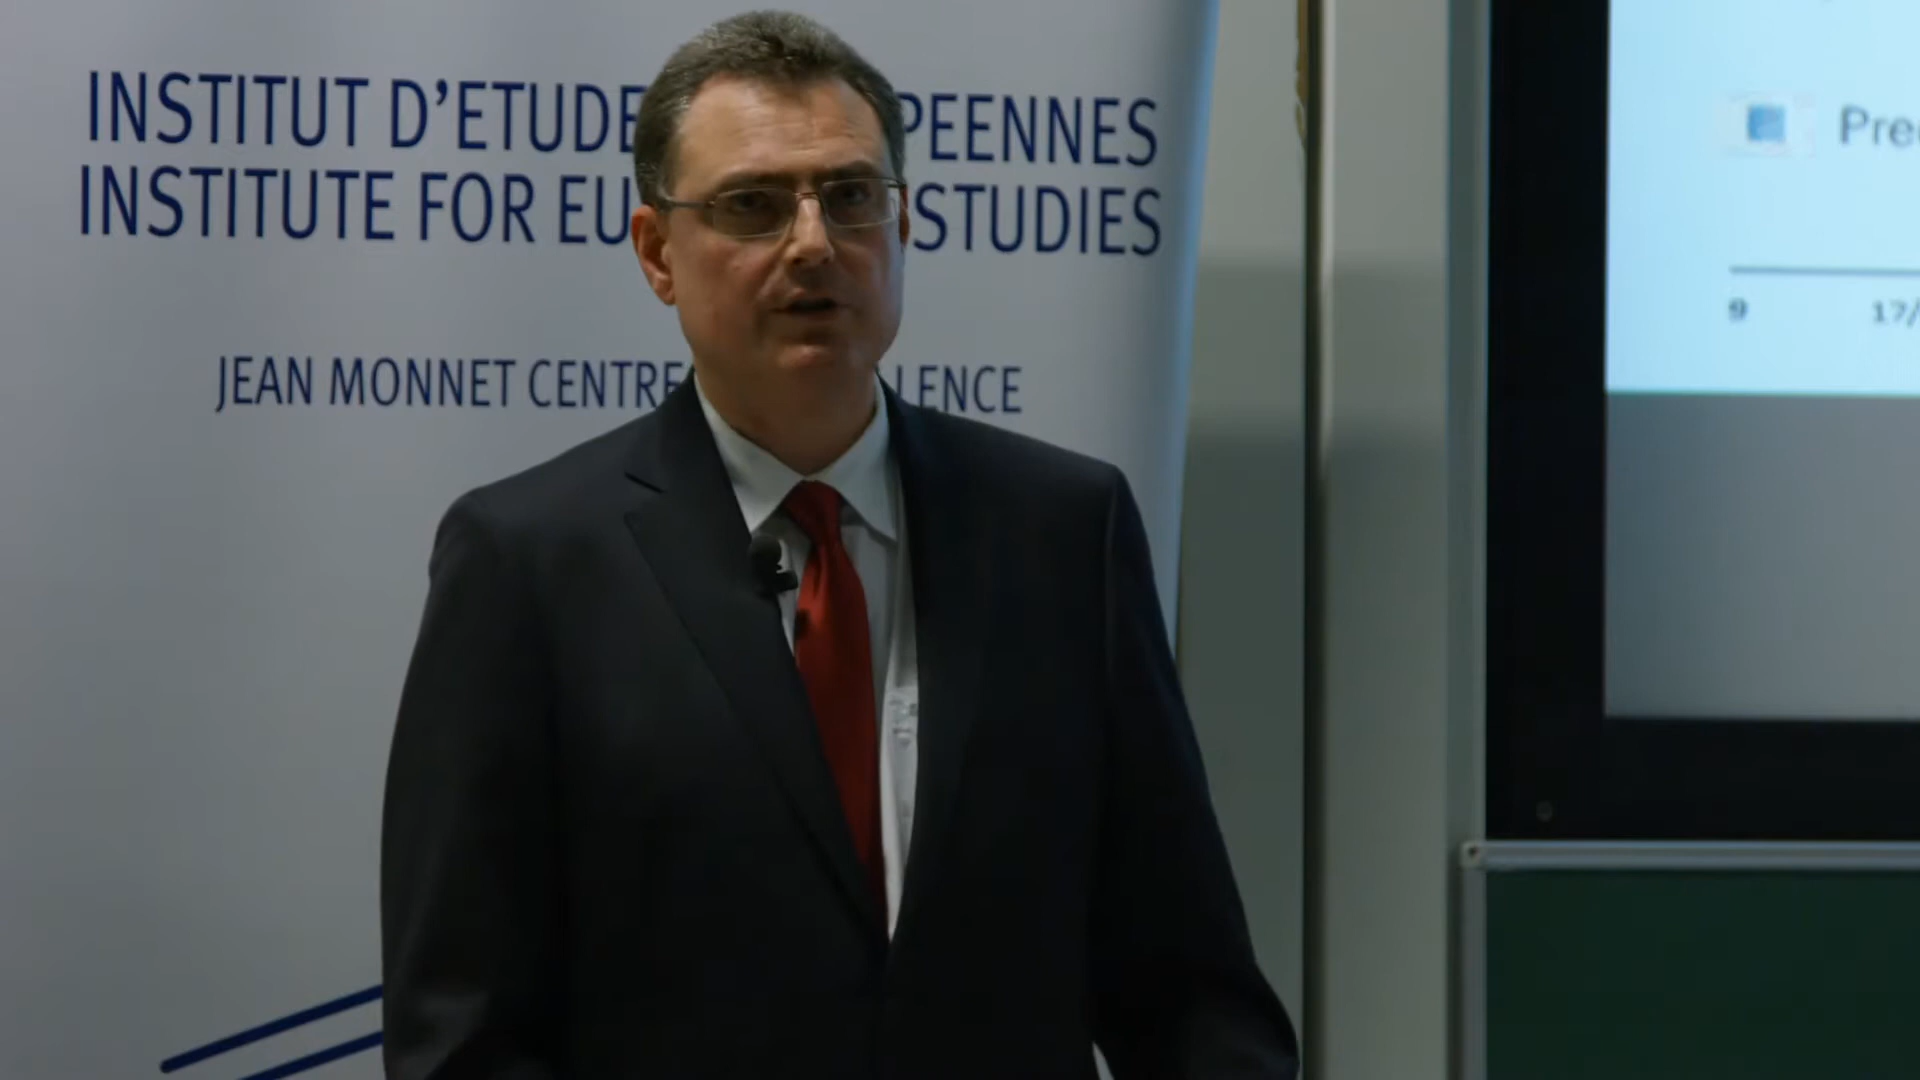 INSTITUT D'ETUDE PEENNES
INSTITUTE FOR EU STUDIES
JEAN MONNET CENTRE LENCE
Pre
9 17/